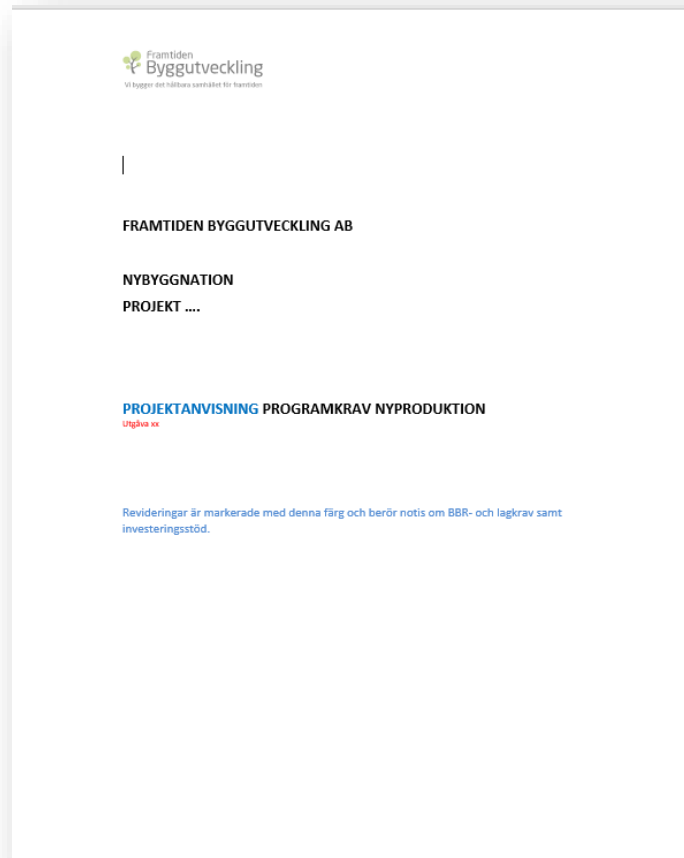 Framtiden
Byggutveckling
Vi bygger det hållbara samhället för framtiden
FRAMTIDEN BYGGUTVECKLING AB
NYBYGGNATION
PROJEKT ....
PROJEKTANVISNING PROGRAMKRAV NYPRODUKTION
Utgåva xx
Revideringar är markerade med denna färg och berör notis om BBR- och lagkrav samt
investeringsstöd.